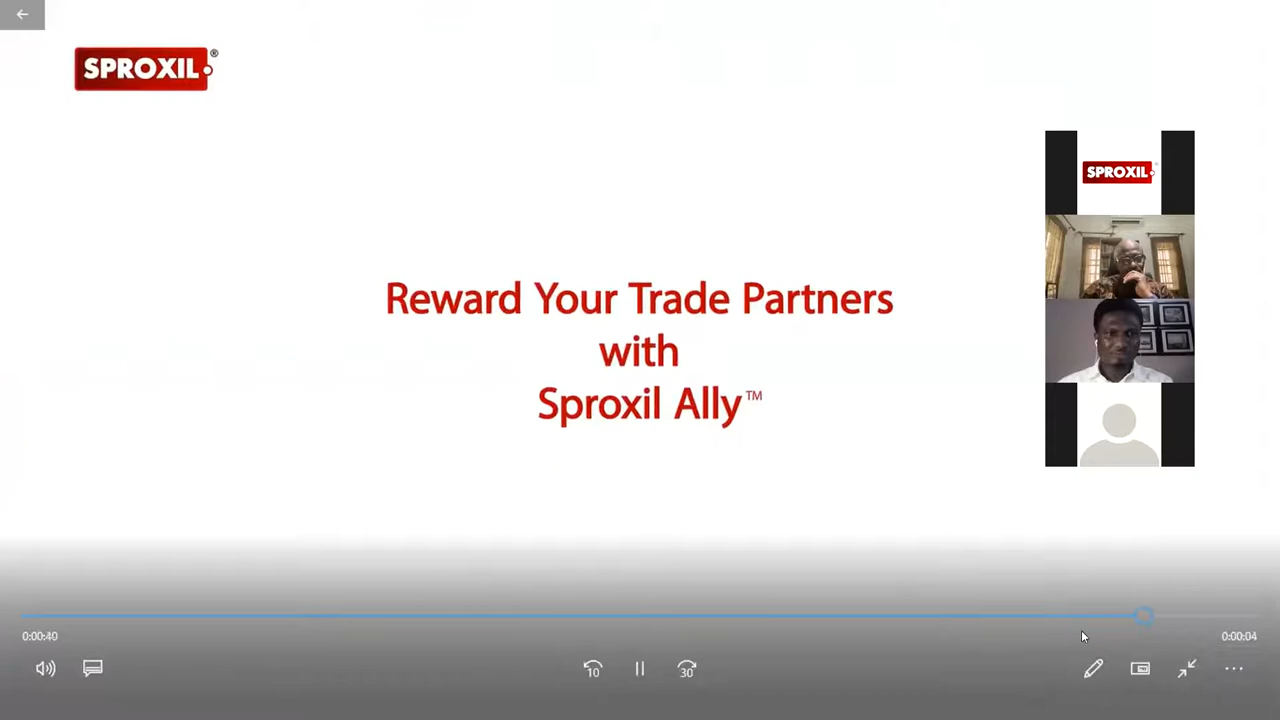 SPROXIL®
SPROXIL
Reward Your Trade Partners
with
Sproxil Ally™
0:00:40
0:00:04
10
30